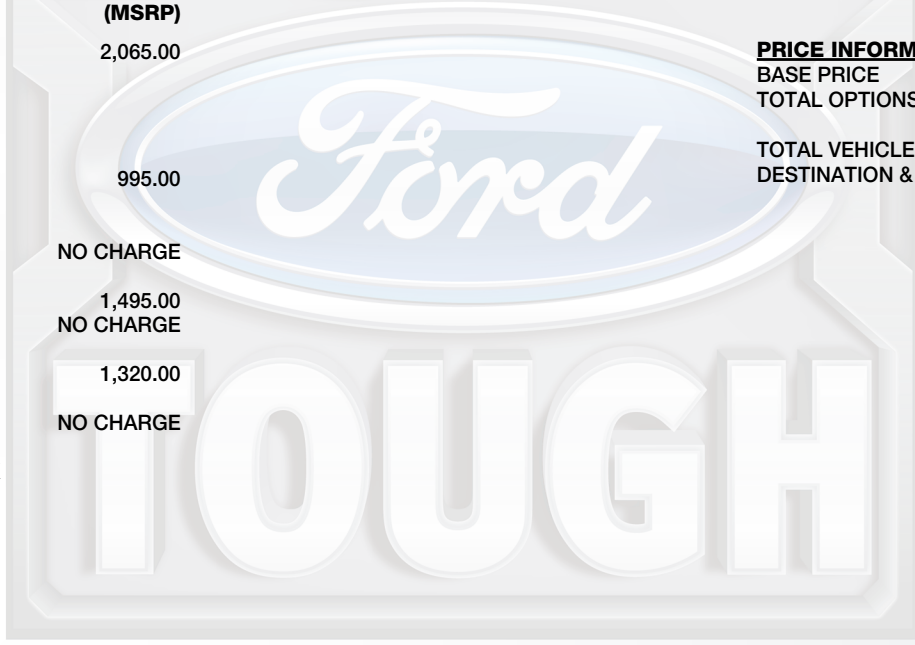 (MSRP)
2,065.00
995.00
NO CHARGE
1,495.00
NO CHARGE
1,320.00
NO CHARGE
PRICE INFORM
BASE PRICE
TOTAL OPTIONS
TOTAL VEHICLE
DESTINATION &
Ford
TOUGH